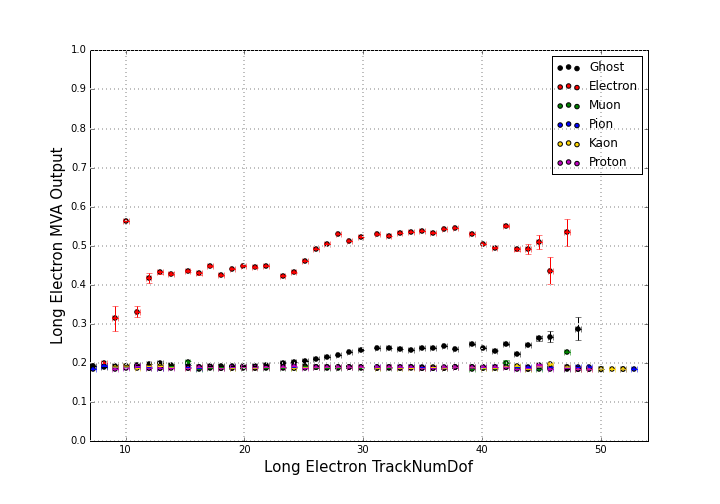 1.0
0.9
0.8
0.7
0.6
0.5
0.4
0.3
0.2
0.1
0.0
Long Electron MVA Output
Ghost
Electron
Muon
Pion
Kaon
Proton
10 20 30 40 50
Long Electron TrackNumDof